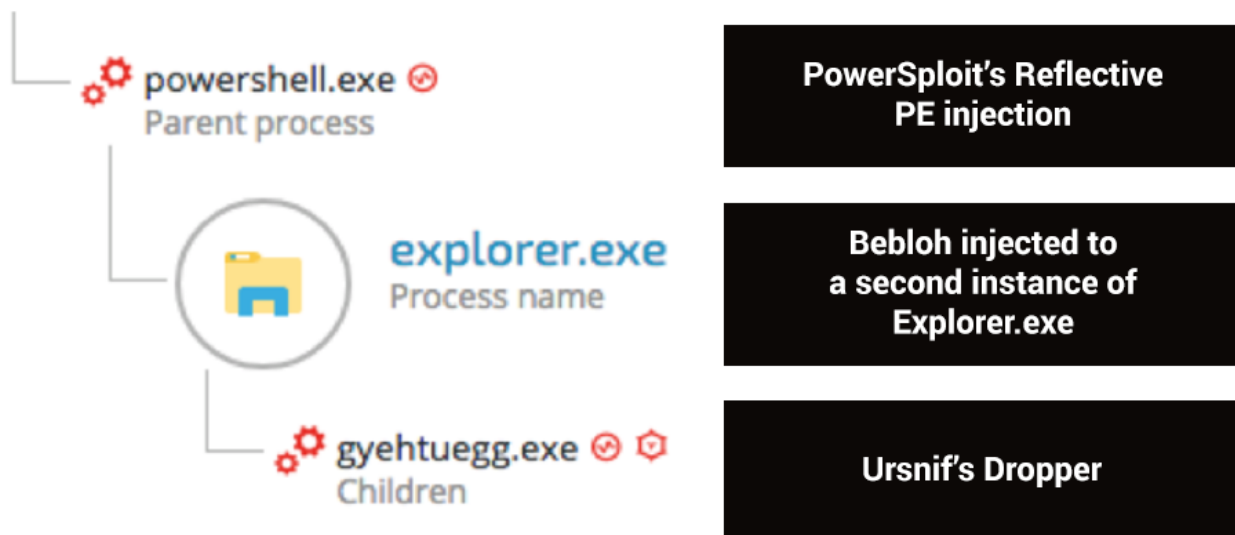 powershell.exe
Parent process
PowerSploit's Reflective
PE injection
explorer.exe
Process name
Bebloh injected to
a second instance of
Explorer.exe
gyehtuegg.exe
Children
Ursnif's Dropper